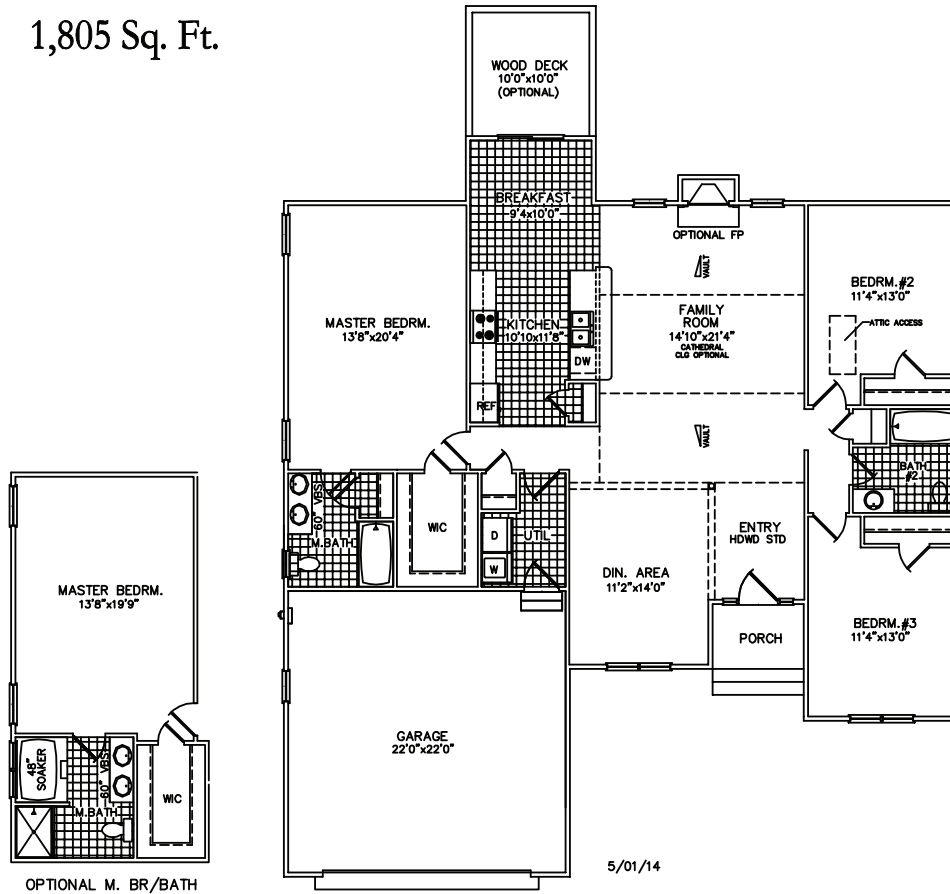 1,805 Sq. Ft.
WOOD DECK
10'0"x10'0"
(OPTIONAL)
BREAKFAST
9'4x10'0"
OPTIONAL FP
VAULT
BEDRM.#2
11'4"x13'0"
ATTIC ACCESS
MASTER BEDRM.
13'8"x20'4"
KITCHEN
10'10x11'8"
FAMILY
ROOM
14'10"x21'4"
CATHEDRAL
CLG OPTIONAL
DW
REF
VAULT
BATH
#2
60" VBS
M.BATH
WIC
D
W
UTIL
ENTRY
HDWD STD
DIN. AREA
11'2"x14'0"
PORCH
BEDRM.#3
11'4"x13'0"
MASTER BEDRM.
13'8"x19'9"
GARAGE
22'0"x22'0"
48"
SOAKER
60" VBS
M.BATH
WIC
5/01/14
OPTIONAL M. BR/BATH